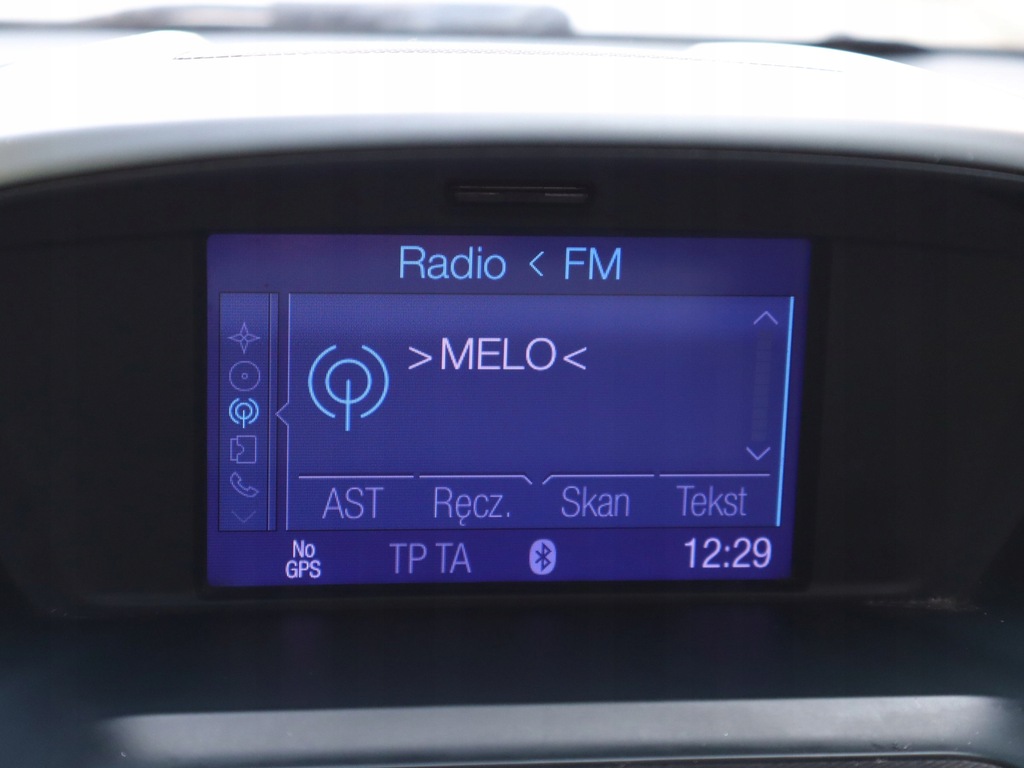 Radio < FM
>MELO<
AST Ręcz. Skan Tekst
No GPS TP TA 12:29